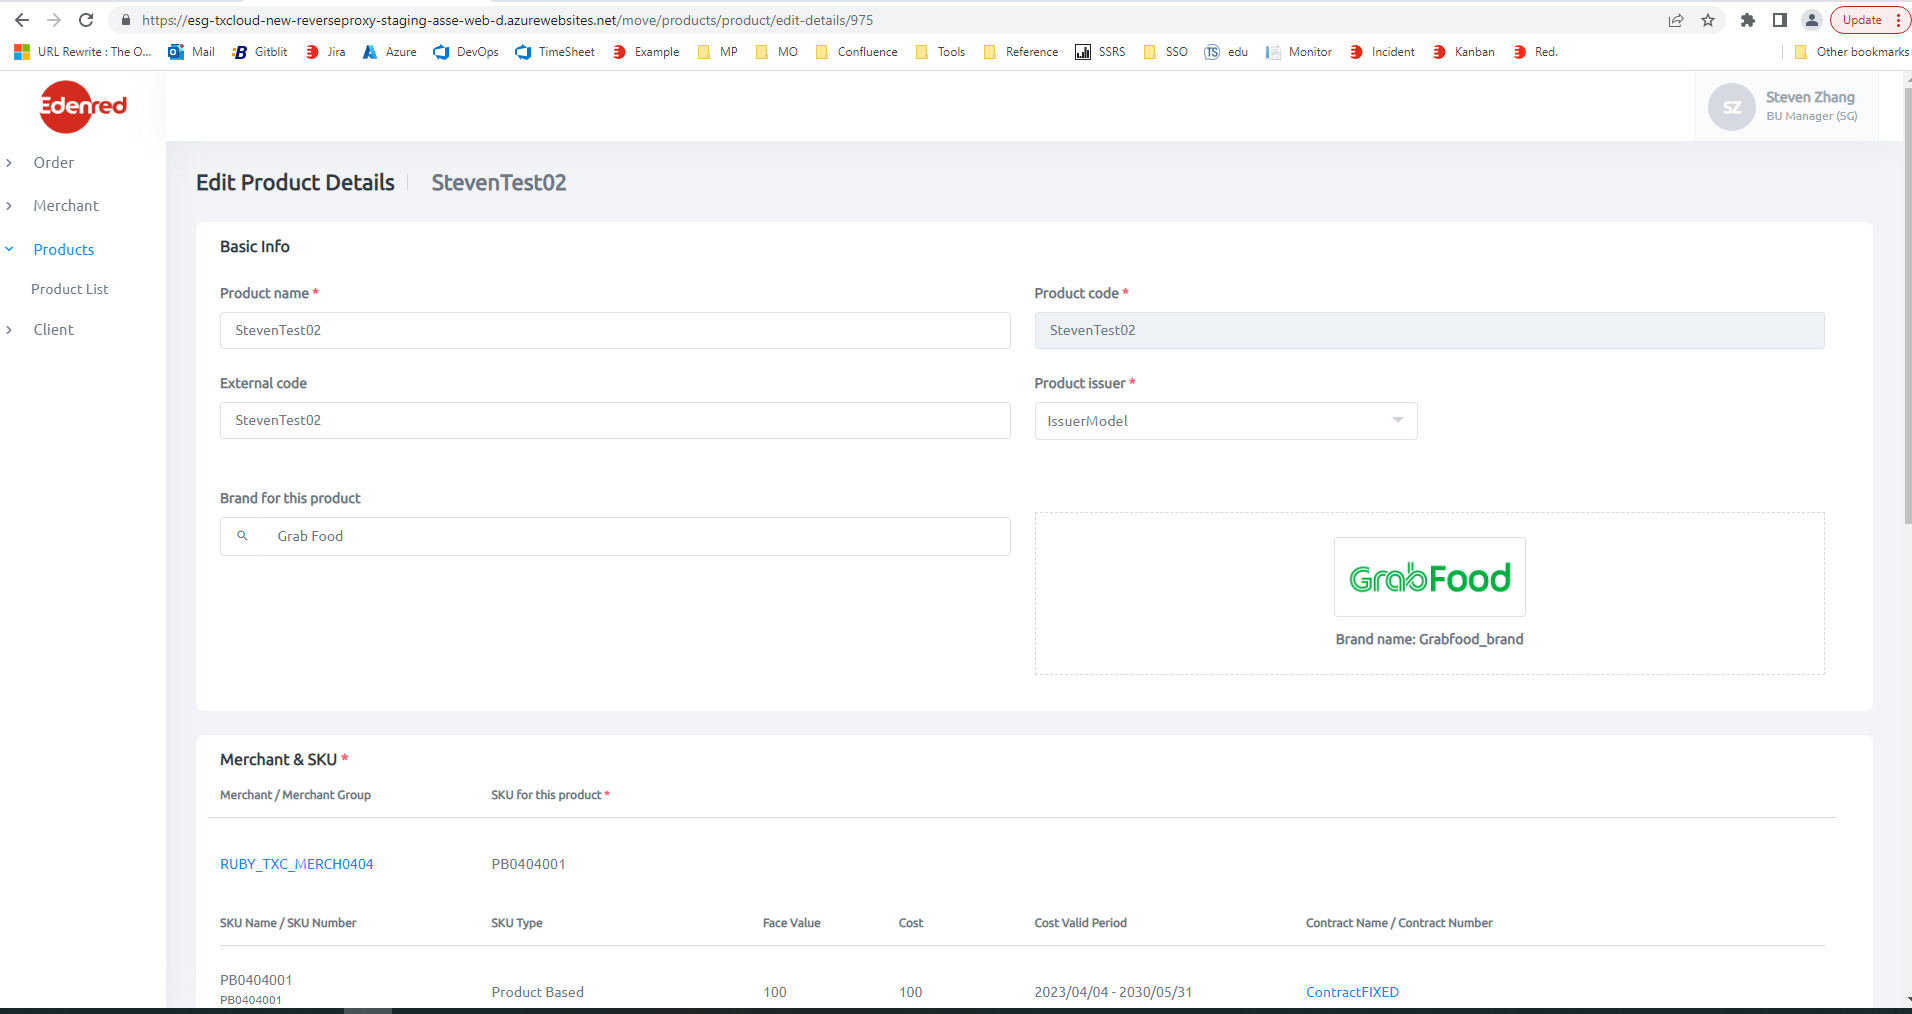 https://esg-txcloud-new-reverseproxy-staging-asse-web-d.azurewebsites.net/move/products/product/edit-details/975
Update
URL Rewrite : The O... Mail Gitblit Jira Azure DevOps TimeSheet Example MP MO Confluence Tools Reference SSRS SSO edu Monitor Incident Kanban Red. Other bookmarks
Edenred
SZ
Steven Zhang
BU Manager (SG)
Order
Merchant
Products
Product List
Client
Edit Product Details StevenTest02
Basic Info
Product name * Product code *
StevenTest02 StevenTest02
External code Product issuer *
StevenTest02 IssuerModel
Brand for this product
Grab Food
GrabFood
Brand name: Grabfood_brand
Merchant & SKU *
Merchant / Merchant Group SKU for this product *
RUBY_TXC_MERCH0404 PB0404001
SKU Name / SKU Number SKU Type Face Value Cost Cost Valid Period Contract Name / Contract Number
PB0404001
PB0404001
Product Based 100 100 2023/04/04 - 2030/05/31 ContractFIXED